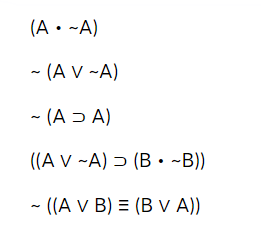 (A • ~A)
~ (A ∨ ~A)
~ (A ⊃ A)
((A ∨ ~A) ⊃ (B • ~B))
~ ((A ∨ B) ≡ (B ∨ A))